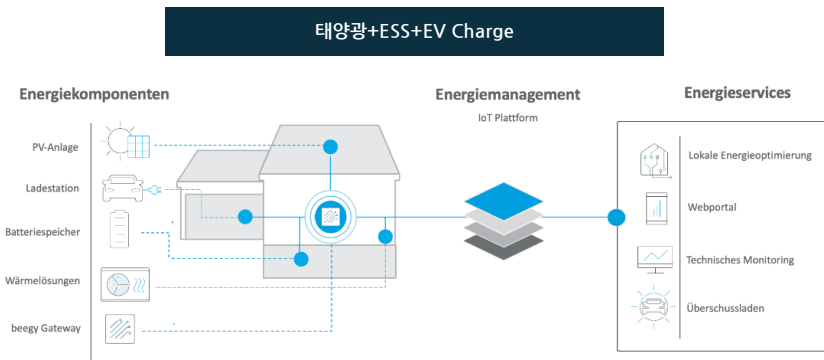 태양광+ESS+EV Charge
Energiekomponenten
Energiemanagement
Energieservices
IoT Plattform
PV-Anlage
Ladestation
Batteriespeicher
Wärmelösungen
beegy Gateway
Lokale Energieoptimierung
Webportal
Technisches Monitoring
Überschussladen